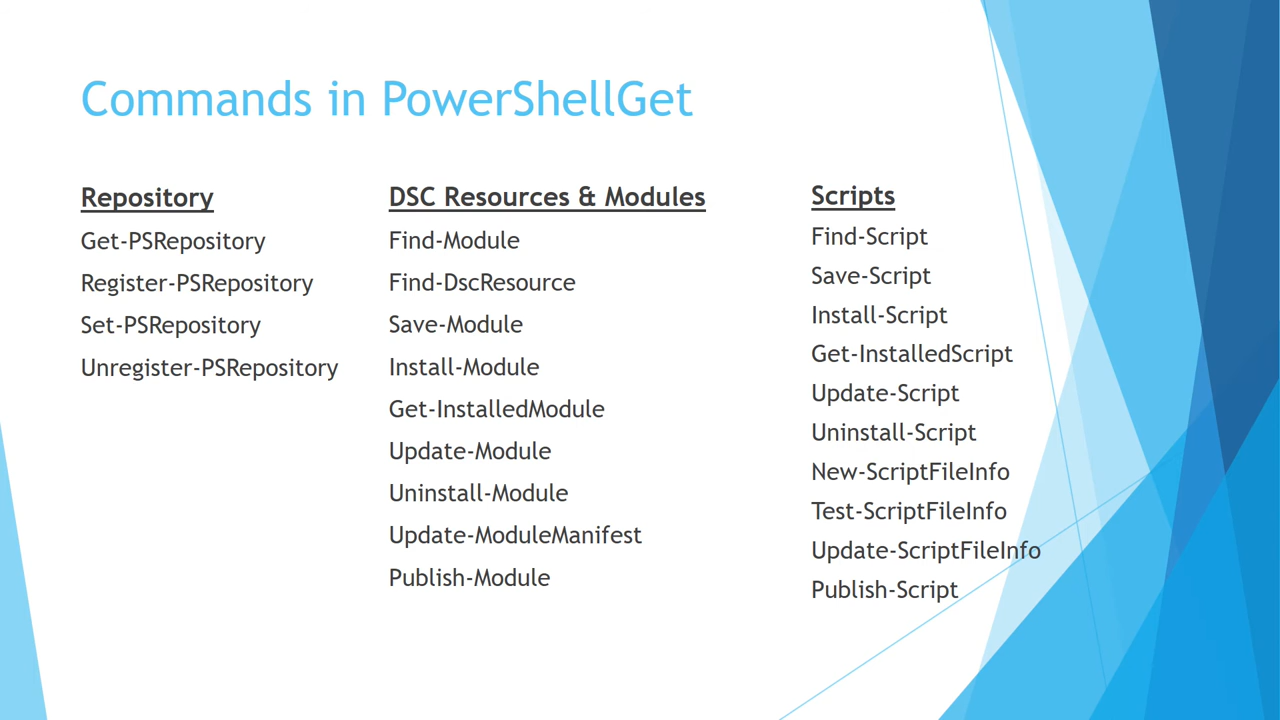 Commands in PowerShellGet
Repository
Get-PSRepository
Register-PSRepository
Set-PSRepository
Unregister-PSRepository
DSC Resources & Modules
Find-Module
Find-DscResource
Save-Module
Install-Module
Get-InstalledModule
Update-Module
Uninstall-Module
Update-ModuleManifest
Publish-Module
Scripts
Find-Script
Save-Script
Install-Script
Get-InstalledScript
Update-Script
Uninstall-Script
New-ScriptFileInfo
Test-ScriptFileInfo
Update-ScriptFileInfo
Publish-Script